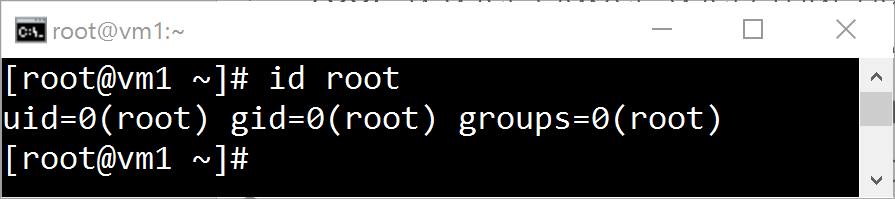 root@vm1:~
[root@vm1 ~]# id root
uid=0(root) gid=0(root) groups=0(root)
[root@vm1 ~]#